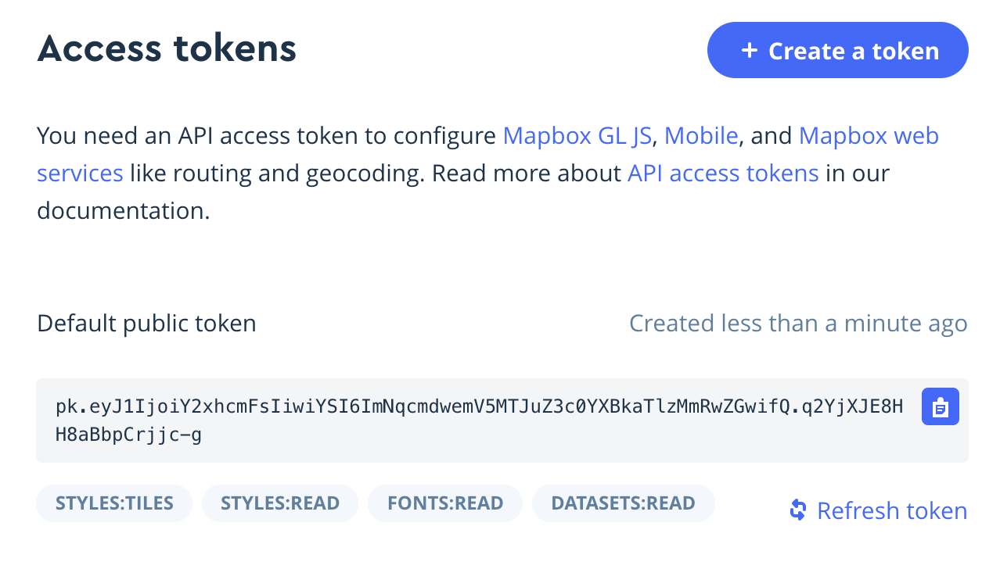 Access tokens
+ Create a token
You need an API access token to configure Mapbox GL JS, Mobile, and Mapbox web
services like routing and geocoding. Read more about API access tokens in our
documentation.
Default public token
Created less than a minute ago
pk.eyJ1IjoiY2xhcmFsIiwiYSI6ImNqcmdwemV5MTJuZ3c0YXBkaTlzMmRwZGwifQ.q2YjXJE8H
H8aBbpCrjjc-g
STYLES:TILES STYLES:READ FONTS:READ DATASETS:READ
Refresh token